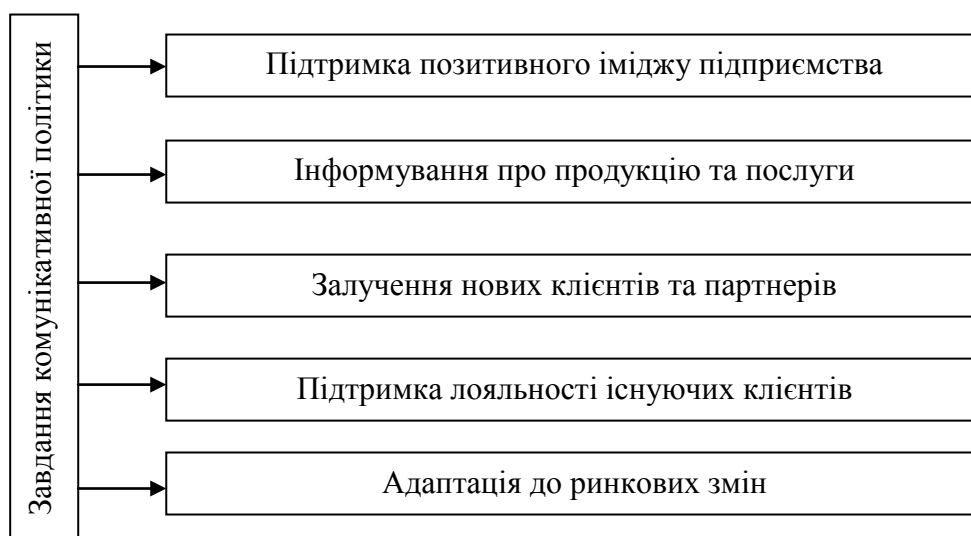 Завдання комунікативної політики
Підтримка позитивного іміджу підприємства
Інформування про продукцію та послуги
Залучення нових клієнтів та партнерів
Підтримка лояльності існуючих клієнтів
Адаптація до ринкових змін